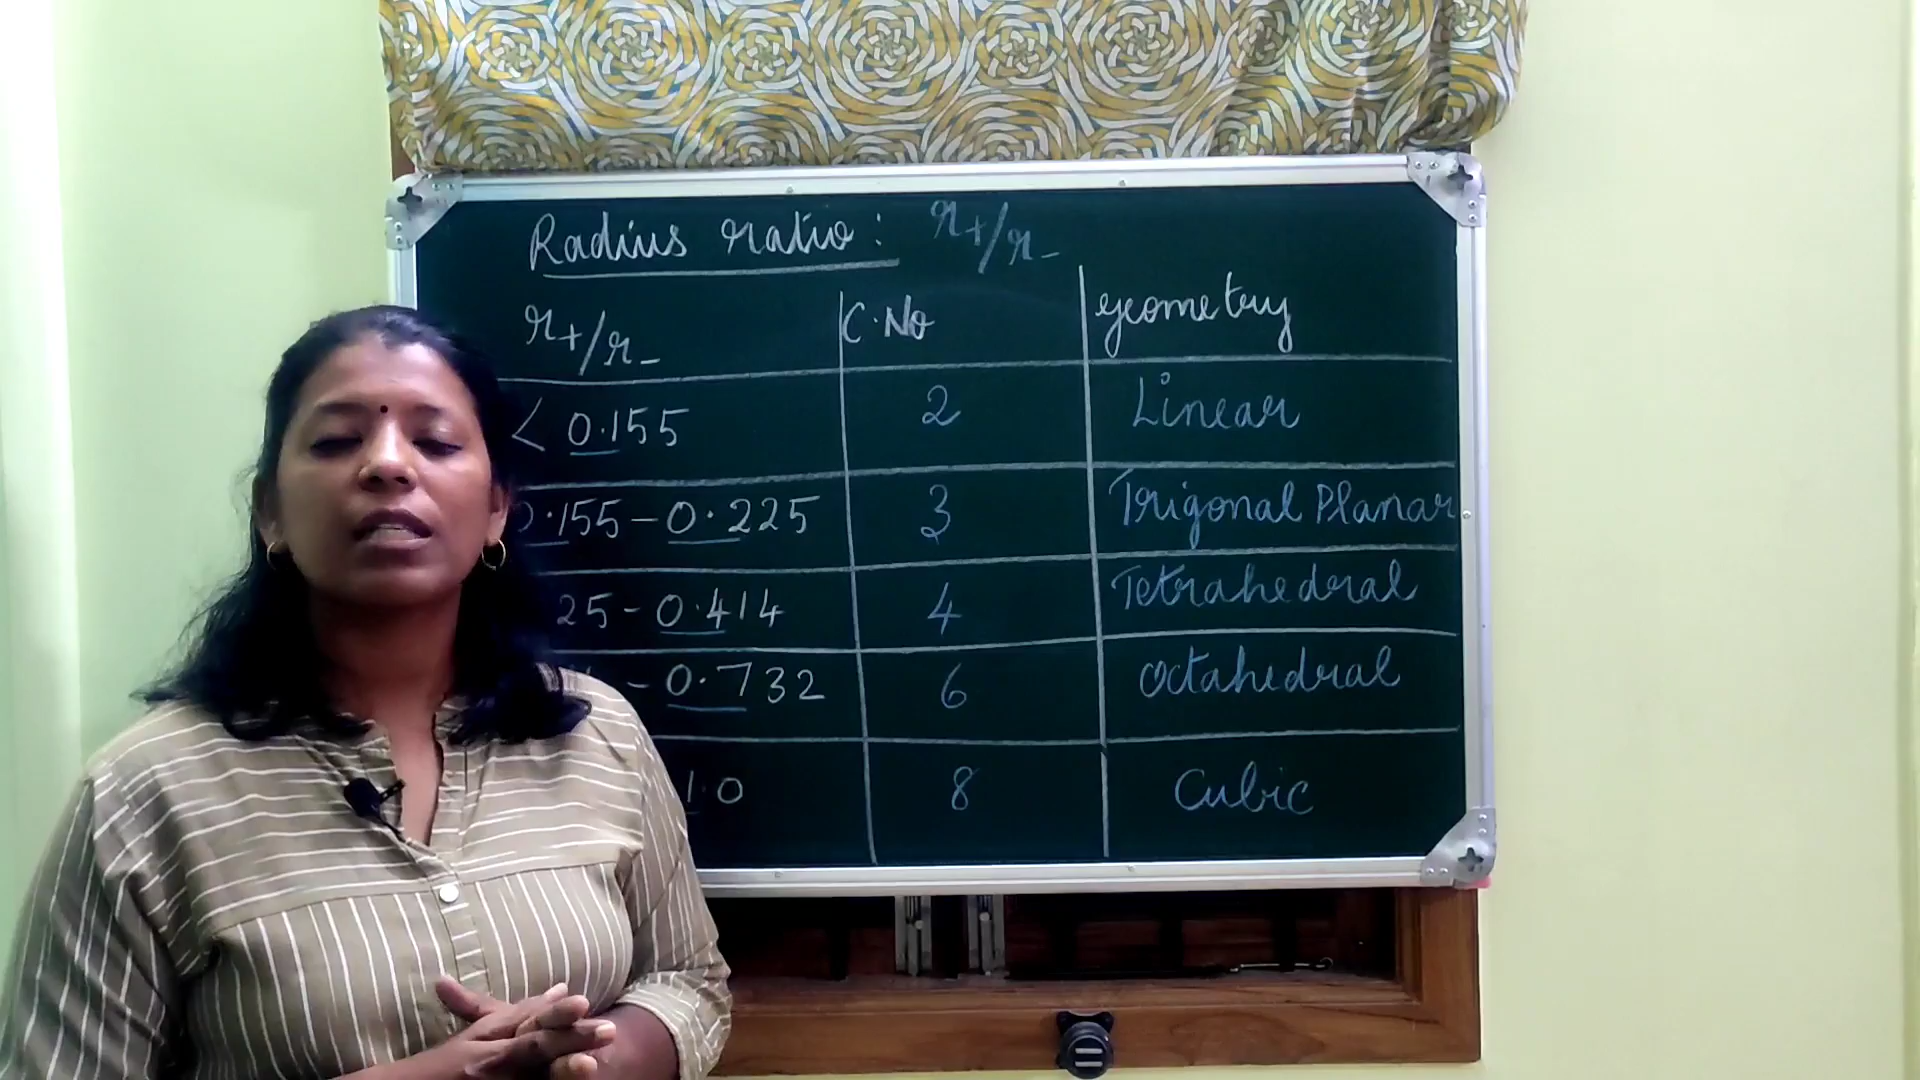 Radius ratio: r+/r-
r+/r- C.No geometry
< 0.155 2 Linear
0.155-0.225 3 Trigonal Planar
25-0.414 4 Tetrahedral
-0.732 6 Octahedral
1.0 8 Cubic